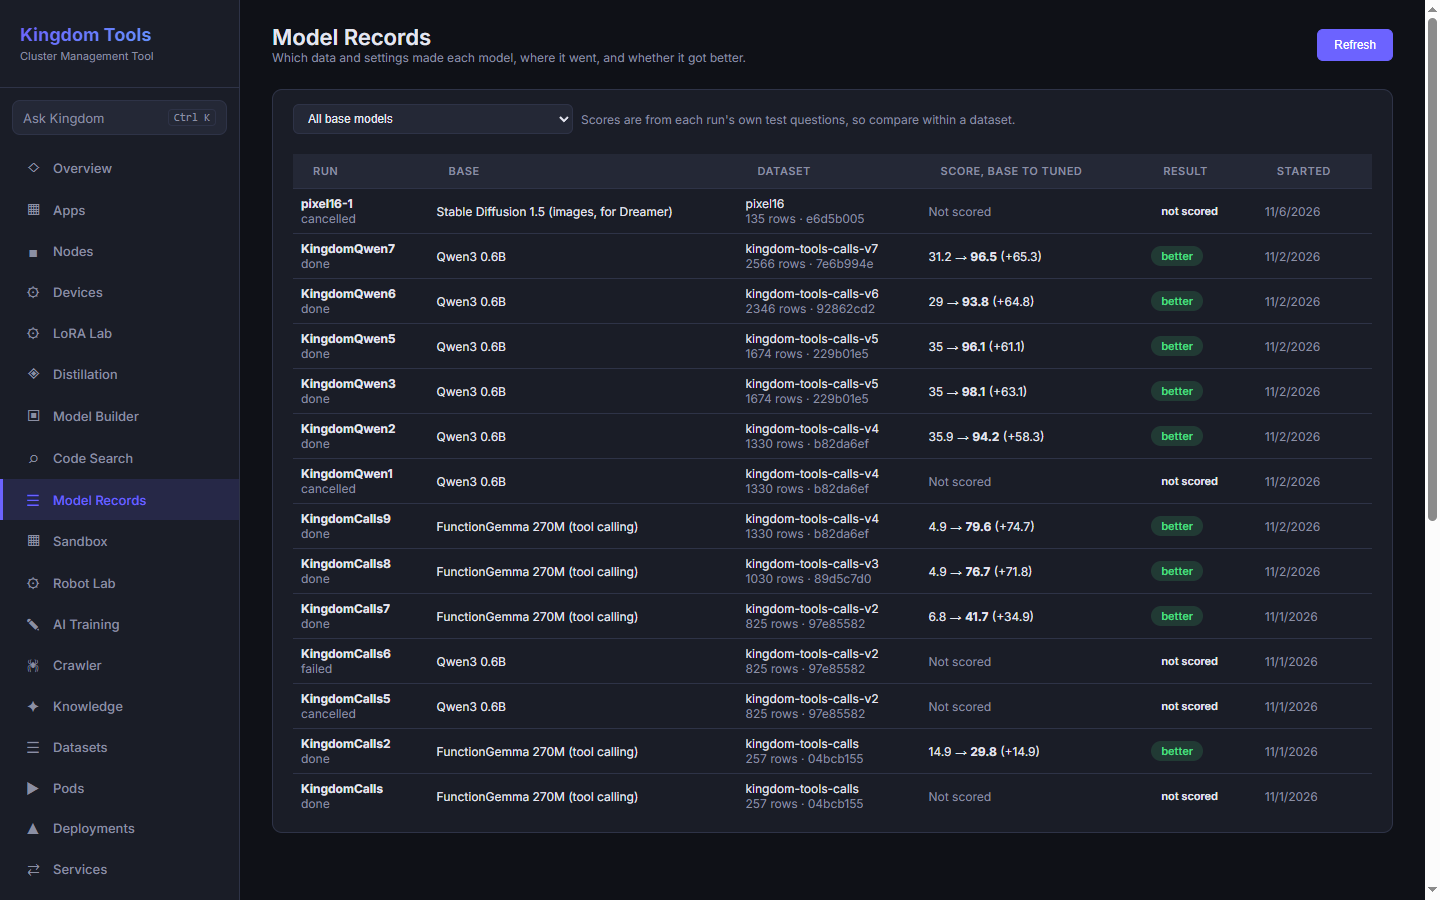 Kingdom Tools
Cluster Management Tool
Ask Kingdom Ctrl K
Overview
Apps
Nodes
Devices
LoRA Lab
Distillation
Model Builder
Code Search
Model Records
Sandbox
Robot Lab
AI Training
Crawler
Knowledge
Datasets
Pods
Deployments
Services
Model Records
Which data and settings made each model, where it went, and whether it got better.
Refresh
All base models
Scores are from each run's own test questions, so compare within a dataset.
RUN BASE DATASET SCORE, BASE TO TUNED RESULT STARTED
pixel16-1
cancelled
Stable Diffusion 1.5 (images, for Dreamer)
pixel16
135 rows · e6d5b005
Not scored
not scored
11/6/2026
KingdomQwen7
done
Qwen3 0.6B
kingdom-tools-calls-v7
2566 rows · 7e6b994e
31.2 → 96.5 (+65.3)
better
11/2/2026
KingdomQwen6
done
Qwen3 0.6B
kingdom-tools-calls-v6
2346 rows · 92862cd2
29 → 93.8 (+64.8)
better
11/2/2026
KingdomQwen5
done
Qwen3 0.6B
kingdom-tools-calls-v5
1674 rows · 229b01e5
35 → 96.1 (+61.1)
better
11/2/2026
KingdomQwen3
done
Qwen3 0.6B
kingdom-tools-calls-v5
1674 rows · 229b01e5
35 → 98.1 (+63.1)
better
11/2/2026
KingdomQwen2
done
Qwen3 0.6B
kingdom-tools-calls-v4
1330 rows · b82da6ef
35.9 → 94.2 (+58.3)
better
11/2/2026
KingdomQwen1
cancelled
Qwen3 0.6B
kingdom-tools-calls-v4
1330 rows · b82da6ef
Not scored
not scored
11/2/2026
KingdomCalls9
done
FunctionGemma 270M (tool calling)
kingdom-tools-calls-v4
1330 rows · b82da6ef
4.9 → 79.6 (+74.7)
better
11/2/2026
KingdomCalls8
done
FunctionGemma 270M (tool calling)
kingdom-tools-calls-v3
1030 rows · 89d5c7d0
4.9 → 76.7 (+71.8)
better
11/2/2026
KingdomCalls7
done
FunctionGemma 270M (tool calling)
kingdom-tools-calls-v2
825 rows · 97e85582
6.8 → 41.7 (+34.9)
better
11/1/2026
KingdomCalls6
failed
Qwen3 0.6B
kingdom-tools-calls-v2
825 rows · 97e85582
Not scored
not scored
11/1/2026
KingdomCalls5
cancelled
Qwen3 0.6B
kingdom-tools-calls-v2
825 rows · 97e85582
Not scored
not scored
11/1/2026
KingdomCalls2
done
FunctionGemma 270M (tool calling)
kingdom-tools-calls
257 rows · 04bcb155
14.9 → 29.8 (+14.9)
better
11/1/2026
KingdomCalls
done
FunctionGemma 270M (tool calling)
kingdom-tools-calls
257 rows · 04bcb155
Not scored
not scored
11/1/2026